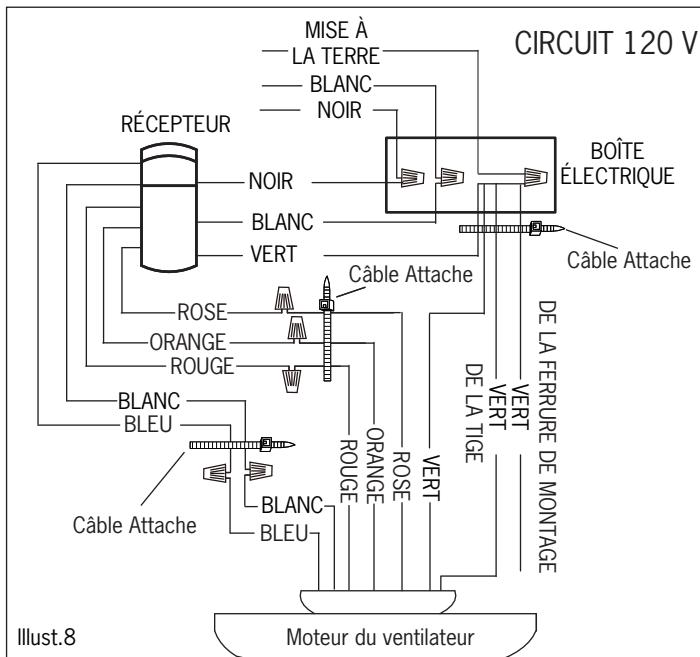 MISE À
LA TERRE
CIRCUIT 120 V
BLANC
NOIR
RÉCEPTEUR
BOÎTE
ÉLECTRIQUE
NOIR
BLANC
VERT
Câble Attache
Câble Attache
ROSE
ORANGE
ROUGE
BLANC
BLEU
Câble Attache
ROUGE
ORANGE
ROSE
VERT
VERT
DE LA TIGE
VERT
DE LA FERRURE DE MONTAGE
BLANC
BLEU
Illust.8
Moteur du ventilateur